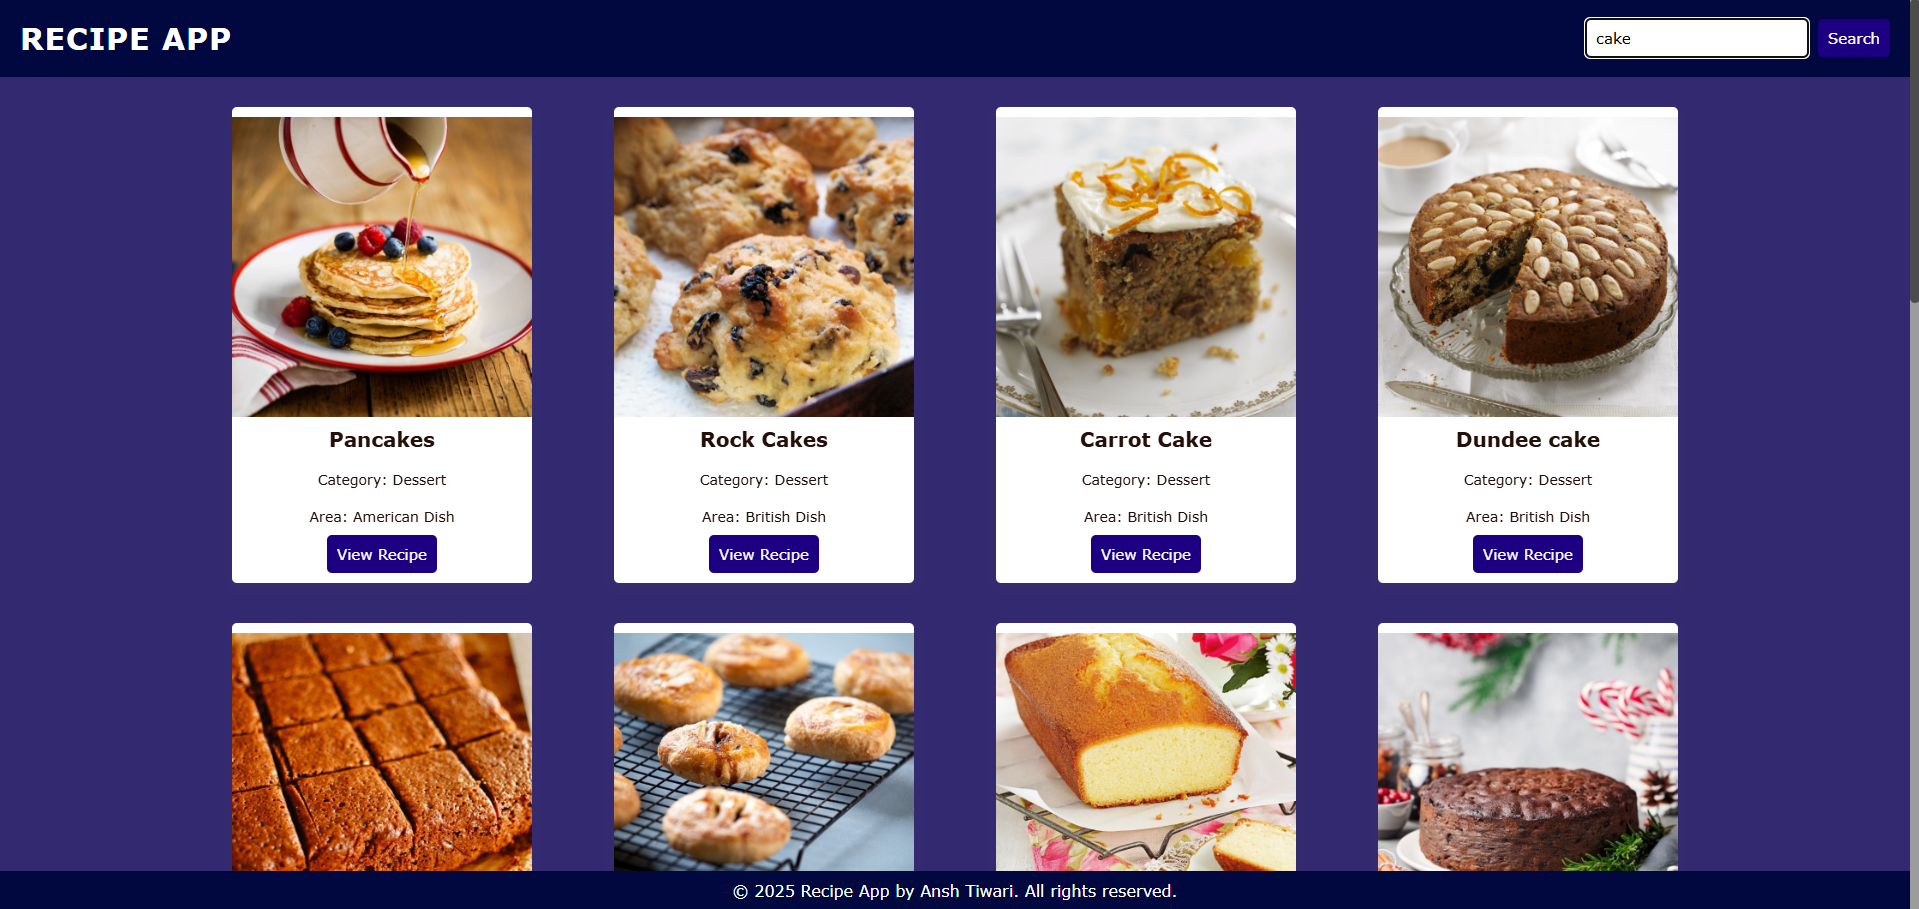 RECIPE APP
cake
Search
Pancakes
Category: Dessert
Area: American Dish
View Recipe
Rock Cakes
Category: Dessert
Area: British Dish
View Recipe
Carrot Cake
Category: Dessert
Area: British Dish
View Recipe
Dundee cake
Category: Dessert
Area: British Dish
View Recipe
© 2025 Recipe App by Ansh Tiwari. All rights reserved.